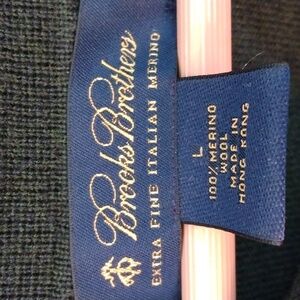 Brooks Brothers
EXTRA FINE ITALIAN MERINO
L
100% MERINO
WOOL
MADE IN
HONG KONG